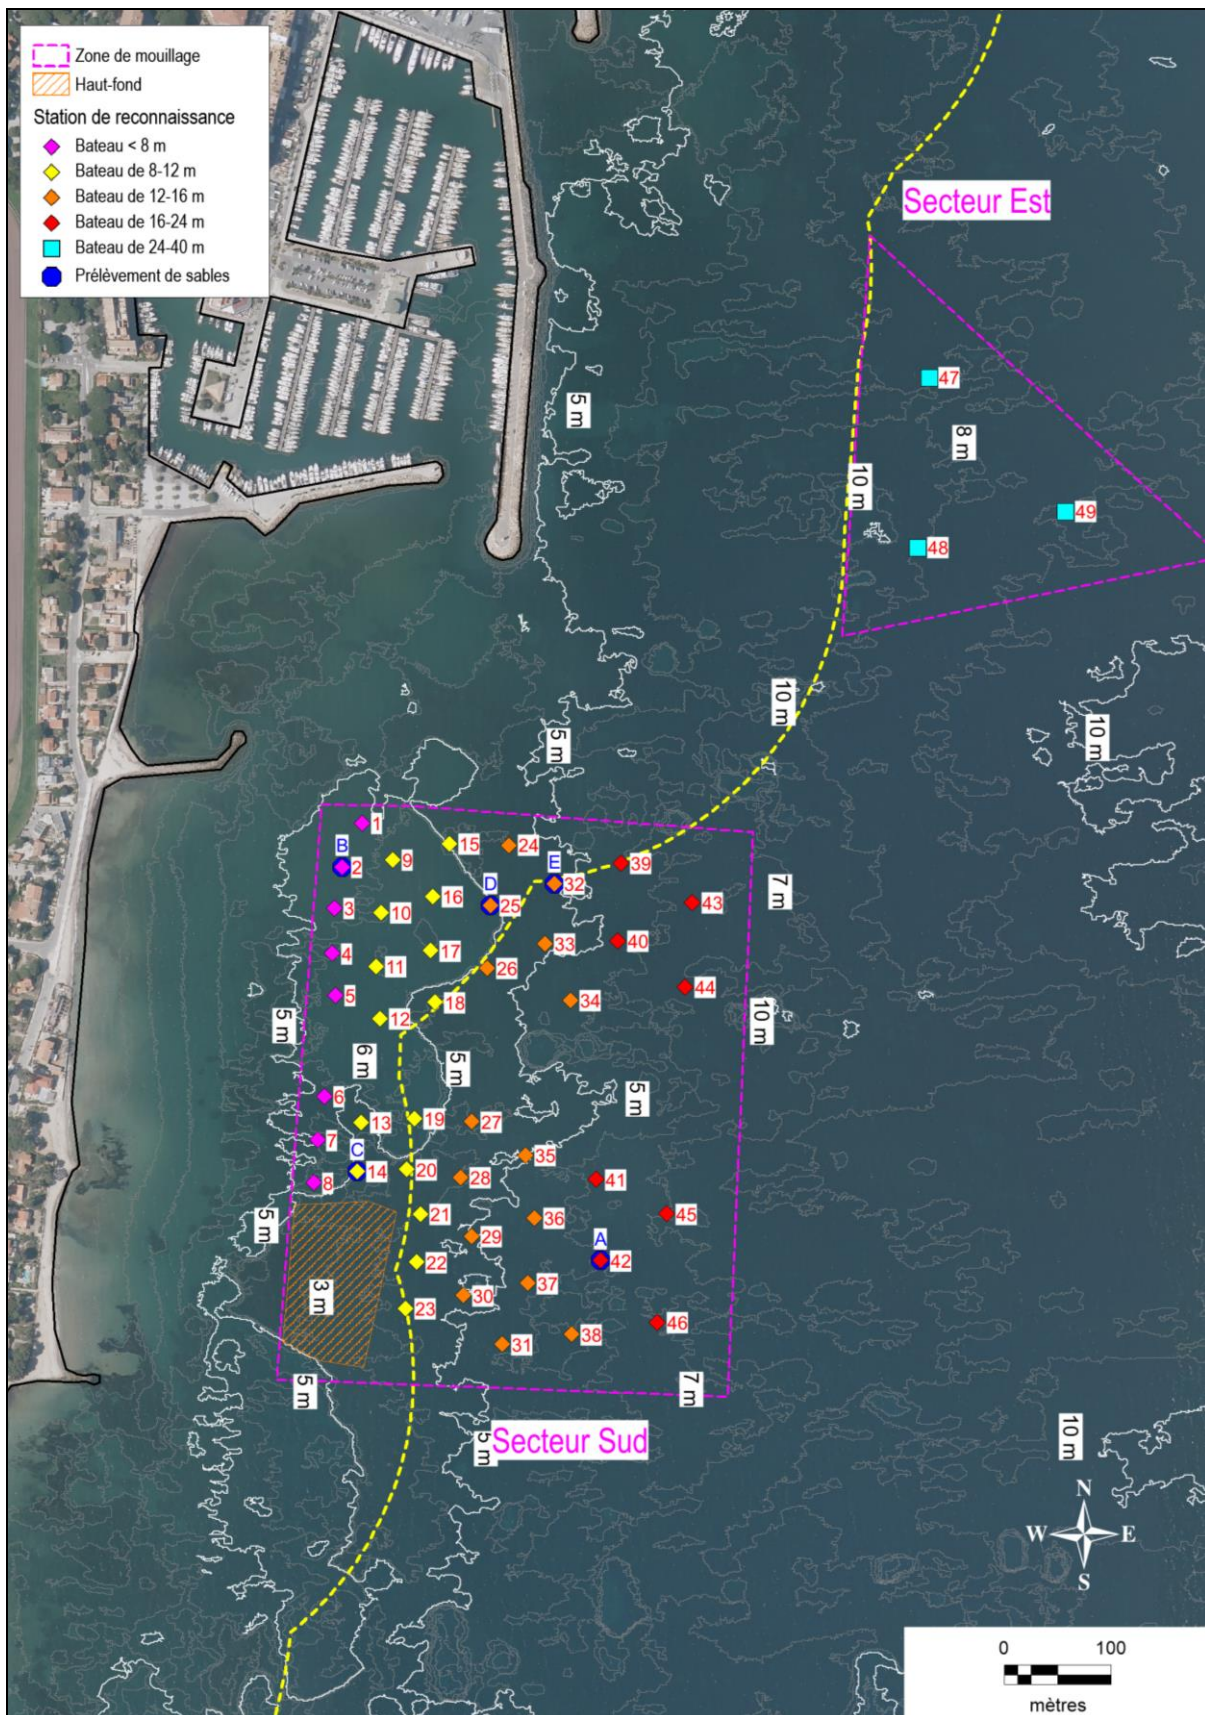 Zone de mouillage
Haut-fond
Station de reconnaissance
Bateau < 8 m
Bateau de 8-12 m
Bateau de 12-16 m
Bateau de 16-24 m
Bateau de 24-40 m
Prélèvement de sables
Secteur Est
47
5 m
8 m
10 m
49
48
10 m
10 m
5 m
1
15
24
B
2
9
E
39
32
7 m
D
16
25
43
3
10
33
40
4
17
11
26
5
44
34
18
12
5 m
10 m
6 m
5 m
5 m
6
13
19
27
7
C
35
14
20
28
41
8
5 m
21
36
45
29
A
22
42
3 m
37
30
23
46
38
31
5 m
7 m
5 m
Secteur Sud
10 m
N
W E
S
0 100
mètres